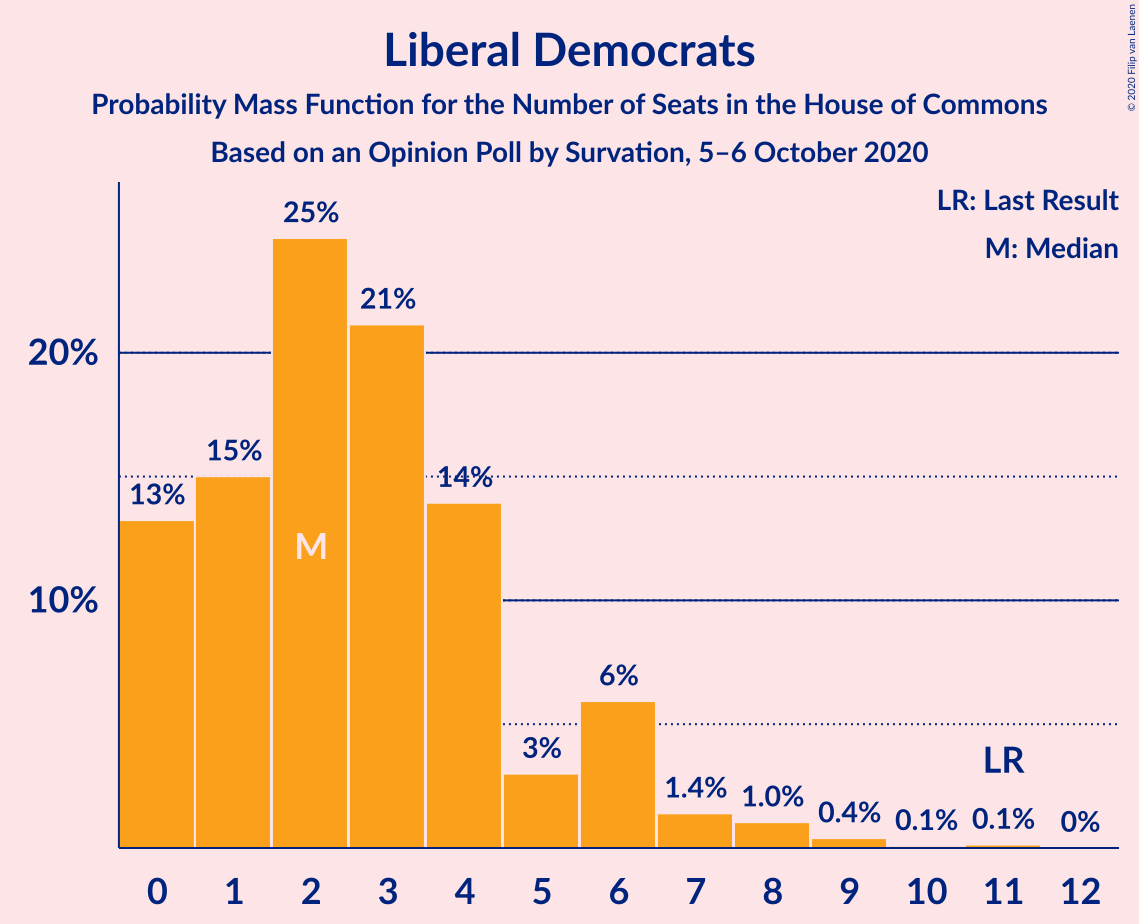 Liberal Democrats
Probability Mass Function for the Number of Seats in the House of Commons
Based on an Opinion Poll by Survation, 5–6 October 2020
© 2020 Filip van Laenen
LR: Last Result
M: Median
25%
21%
20%
15%
14%
13%
M
10%
6%
3%
LR
1.4%
1.0%
0.4%
0.1%
0.1%
0%
0 1 2 3 4 5 6 7 8 9 10 11 12